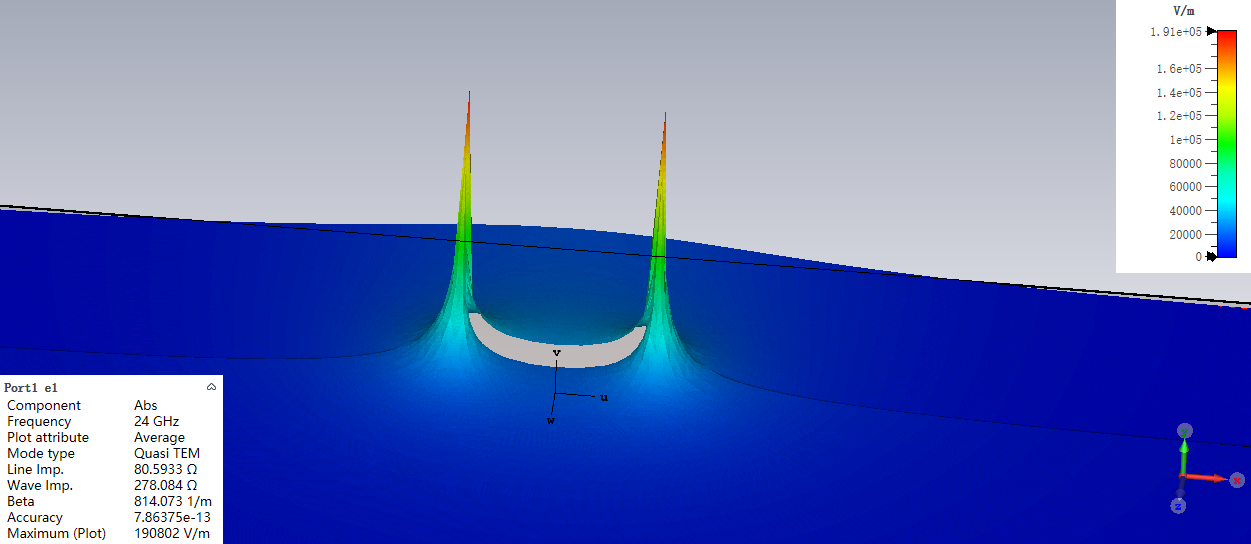 V/m
1.91e+05
1.6e+05
1.4e+05
1.2e+05
1e+05
80000
60000
40000
20000
0
v
u
w
Port1 e1
Component Abs
Frequency 24 GHz
Plot attribute Average
Mode type Quasi TEM
Line Imp. 80.5933 Ω
Wave Imp. 278.084 Ω
Beta 814.073 1/m
Accuracy 7.86375e-13
Maximum (Plot) 190802 V/m
x
z